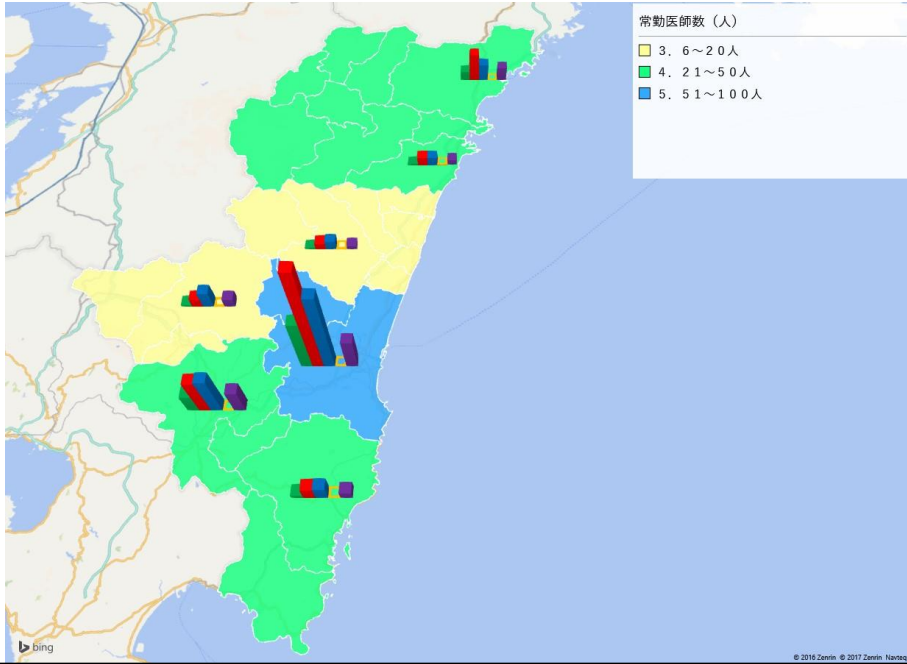 常勤医師数（人）
３．６～２０人
４．２１～５０人
５．５１～１００人
bing
© 2016 Zenrin © 2017 Zenrin Navteq